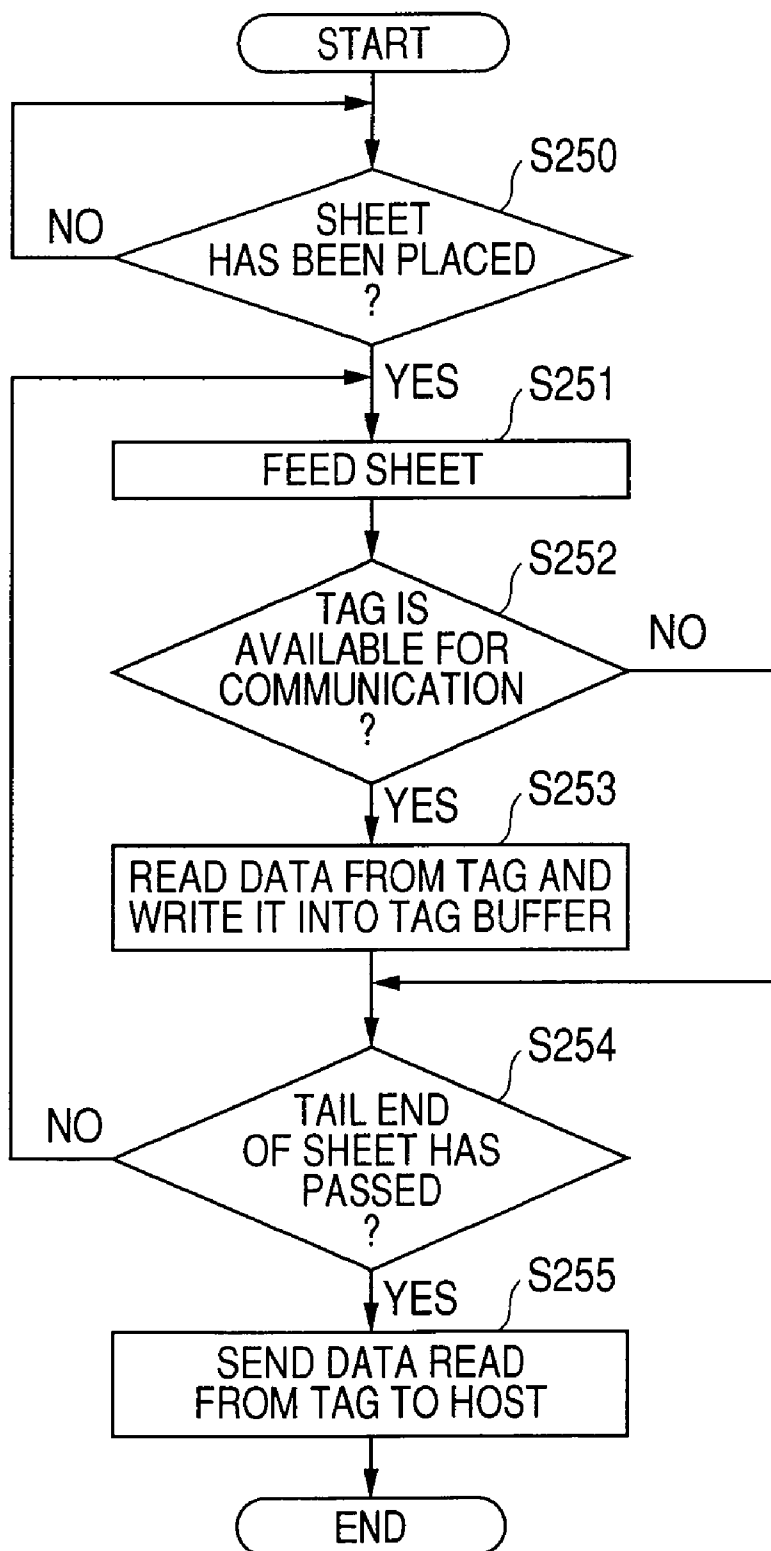 START
S250
SHEET
HAS BEEN PLACED
?
NO
YES
S251
FEED SHEET
S252
TAG IS
AVAILABLE FOR
COMMUNICATION
?
NO
YES
S253
READ DATA FROM TAG AND
WRITE IT INTO TAG BUFFER
S254
TAIL END
OF SHEET HAS
PASSED
?
NO
YES
S255
SEND DATA READ
FROM TAG TO HOST
END